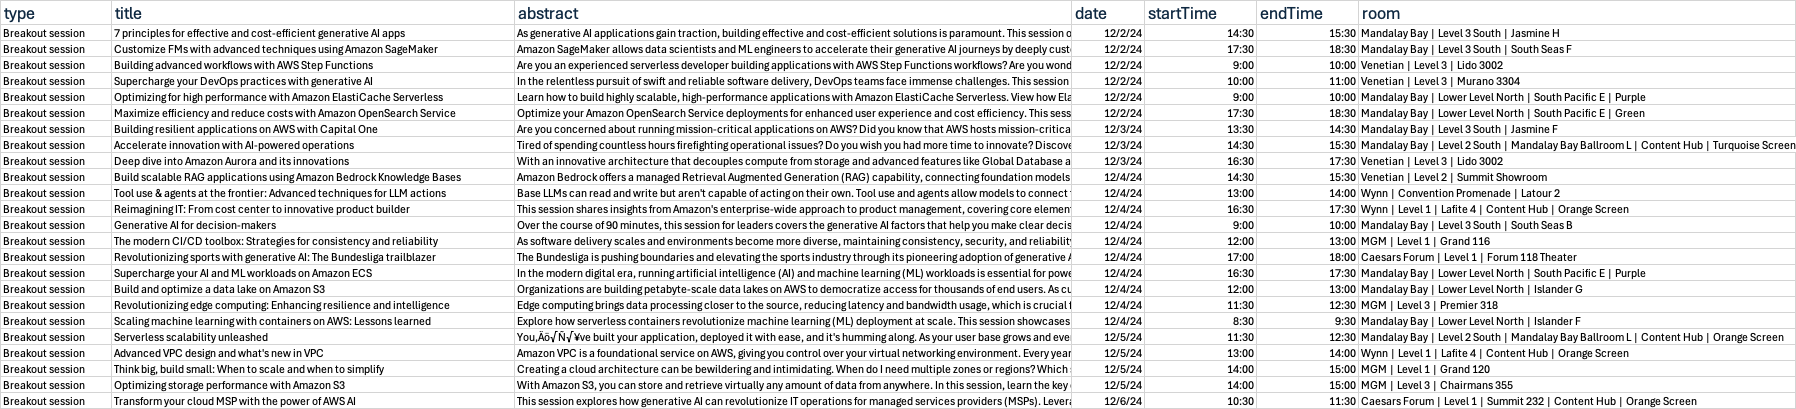 type title abstract date startTime endTime room
Breakout session 7 principles for effective and cost-efficient generative AI apps As generative AI applications gain traction, building effective and cost-efficient solutions is paramount. This session o 12/2/24 14:30 15:30 Mandalay Bay | Level 3 South | Jasmine H
Breakout session Customize FMs with advanced techniques using Amazon SageMaker Amazon SageMaker allows data scientists and ML engineers to accelerate their generative AI journeys by deeply cust 12/2/24 17:30 18:30 Mandalay Bay | Level 3 South | South Seas F
Breakout session Building advanced workflows with AWS Step Functions Are you an experienced serverless developer building applications with AWS Step Functions workflows? Are you wond 12/2/24 9:00 10:00 Venetian | Level 3 | Lido 3002
Breakout session Supercharge your DevOps practices with generative AI In the relentless pursuit of swift and reliable software delivery, DevOps teams face immense challenges. This session 12/2/24 10:00 11:00 Venetian | Level 3 | Murano 3304
Breakout session Optimizing for high performance with Amazon ElastiCache Serverless Learn how to build highly scalable, high-performance applications with Amazon ElastiCache Serverless. View how Ela 12/2/24 9:00 10:00 Mandalay Bay | Lower Level North | South Pacific E | Purple
Breakout session Maximize efficiency and reduce costs with Amazon OpenSearch Service Optimize your Amazon OpenSearch Service deployments for enhanced user experience and cost efficiency. This sess 12/2/24 17:30 18:30 Mandalay Bay | Lower Level North | South Pacific E | Green
Breakout session Building resilient applications on AWS with Capital One Are you concerned about running mission-critical applications on AWS? Did you know that AWS hosts mission-critica 12/3/24 13:30 14:30 Mandalay Bay | Level 3 South | Jasmine F
Breakout session Accelerate innovation with AI-powered operations Tired of spending countless hours firefighting operational issues? Do you wish you had more time to innovate? Discove 12/3/24 14:30 15:30 Mandalay Bay | Level 2 South | Mandalay Bay Ballroom L | Content Hub | Turquoise Screen
Breakout session Deep dive into Amazon Aurora and its innovations With an innovative architecture that decouples compute from storage and advanced features like Global Database a 12/3/24 16:30 17:30 Venetian | Level 3 | Lido 3002
Breakout session Build scalable RAG applications using Amazon Bedrock Knowledge Bases Amazon Bedrock offers a managed Retrieval Augmented Generation (RAG) capability, connecting foundation models 12/4/24 14:30 15:30 Venetian | Level 2 | Summit Showroom
Breakout session Tool use & agents at the frontier: Advanced techniques for LLM actions Base LLMs can read and write but aren't capable of acting on their own. Tool use and agents allow models to connect 12/4/24 13:00 14:00 Wynn | Convention Promenade | Latour 2
Breakout session Reimagining IT: From cost center to innovative product builder This session shares insights from Amazon's enterprise-wide approach to product management, covering core elemen 12/4/24 16:30 17:30 Wynn | Level 1 | Lafite 4 | Content Hub | Orange Screen
Breakout session Generative AI for decision-makers Over the course of 90 minutes, this session for leaders covers the generative AI factors that help you make clear decis 12/4/24 9:00 10:00 Mandalay Bay | Level 3 South | South Seas B
Breakout session The modern CI/CD toolbox: Strategies for consistency and reliability As software delivery scales and environments become more diverse, maintaining consistency, security, and reliabilit 12/4/24 12:00 13:00 MGM | Level 1 | Grand 116
Breakout session Revolutionizing sports with generative AI: The Bundesliga trailblazer The Bundesliga is pushing boundaries and elevating the sports industry through its pioneering adoption of generative A 12/4/24 17:00 18:00 Caesars Forum | Level 1 | Forum 118 Theater
Breakout session Supercharge your AI and ML workloads on Amazon ECS In the modern digital era, running artificial intelligence (AI) and machine learning (ML) workloads is essential for powe 12/4/24 16:30 17:30 Mandalay Bay | Lower Level North | South Pacific E | Purple
Breakout session Build and optimize a data lake on Amazon S3 Organizations are building petabyte-scale data lakes on AWS to democratize access for thousands of end users. As cu 12/4/24 12:00 13:00 Mandalay Bay | Lower Level North | Islander G
Breakout session Revolutionizing edge computing: Enhancing resilience and intelligence Edge computing brings data processing closer to the source, reducing latency and bandwidth usage, which is crucial f 12/4/24 11:30 12:30 MGM | Level 3 | Premier 318
Breakout session Scaling machine learning with containers on AWS: Lessons learned Explore how serverless containers revolutionize machine learning (ML) deployment at scale. This session showcases 12/4/24 8:30 9:30 Mandalay Bay | Lower Level North | Islander F
Breakout session Serverless scalability unleashed You‚Äö√Ñ√¥ve built your application, deployed it with ease, and it's humming along. As your user base grows and eve 12/5/24 11:30 12:30 Mandalay Bay | Level 2 South | Mandalay Bay Ballroom L | Content Hub | Orange Screen
Breakout session Advanced VPC design and what's new in VPC Amazon VPC is a foundational service on AWS, giving you control over your virtual networking environment. Every year 12/5/24 13:00 14:00 Wynn | Level 1 | Lafite 4 | Content Hub | Orange Screen
Breakout session Think big, build small: When to scale and when to simplify Creating a cloud architecture can be bewildering and intimidating. When do I need multiple zones or regions? Which 12/5/24 14:00 15:00 MGM | Level 1 | Grand 120
Breakout session Optimizing storage performance with Amazon S3 With Amazon S3, you can store and retrieve virtually any amount of data from anywhere. In this session, learn the key 12/5/24 14:00 15:00 MGM | Level 3 | Chairmans 355
Breakout session Transform your cloud MSP with the power of AWS AI This session explores how generative AI can revolutionize IT operations for managed services providers (MSPs). Levera 12/6/24 10:30 11:30 Caesars Forum | Level 1 | Summit 232 | Content Hub | Orange Screen